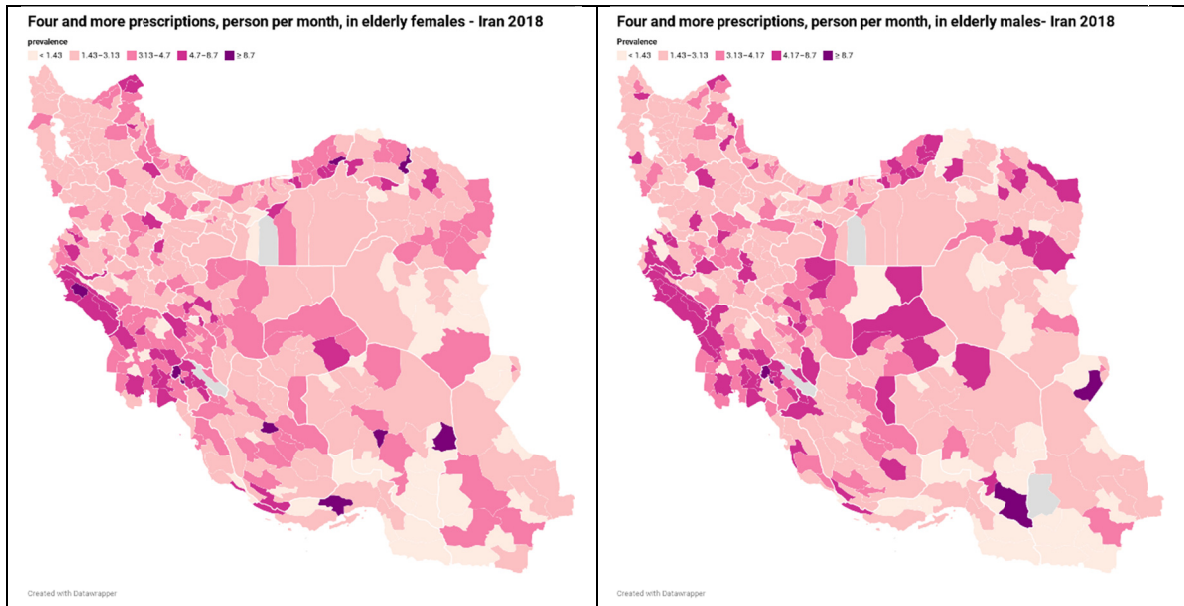 Four and more prescriptions, person per month, in elderly females - Iran 2018
prevalence
< 1.43 1.43–3.13 313–4.7 4.7–8.7 ≥ 8.7
Created with Datawrapper
Four and more prescriptions, person per month, in elderly males- Iran 2018
Prevalence
< 1.43 1.43–3.13 3.13–4.17 4.17–8.7 ≥ 8.7
Created with Datawrapper